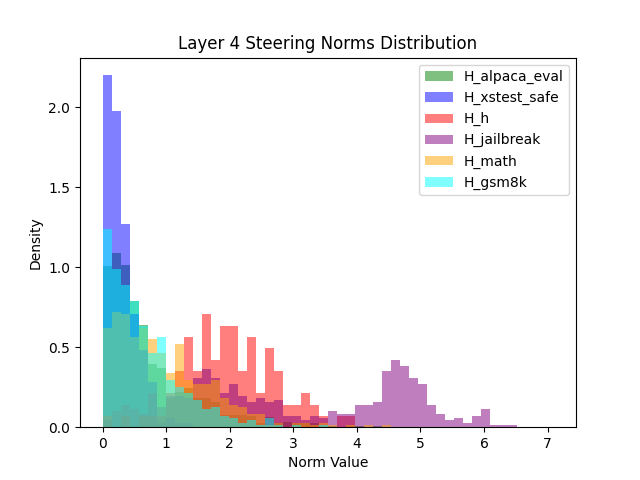 Layer 4 Steering Norms Distribution
H_alpaca_eval
H_xstest_safe
H_h
H_jailbreak
H_math
H_gsm8k
Density
2.0
1.5
1.0
0.5
0.0
0 1 2 3 4 5 6 7
Norm Value